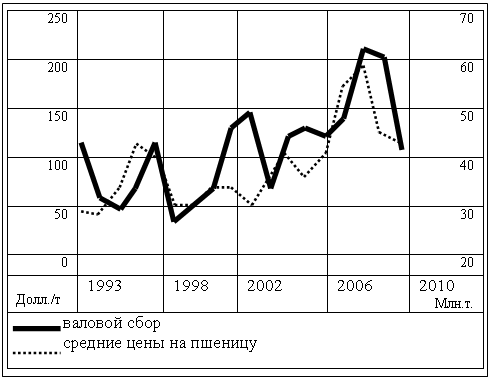 250 70
200 60
150 50
100 40
50 30
0 20
1993 1998 2002 2006 2010
Долл./т Млн.т.
валовой сбор
средние цены на пшеницу